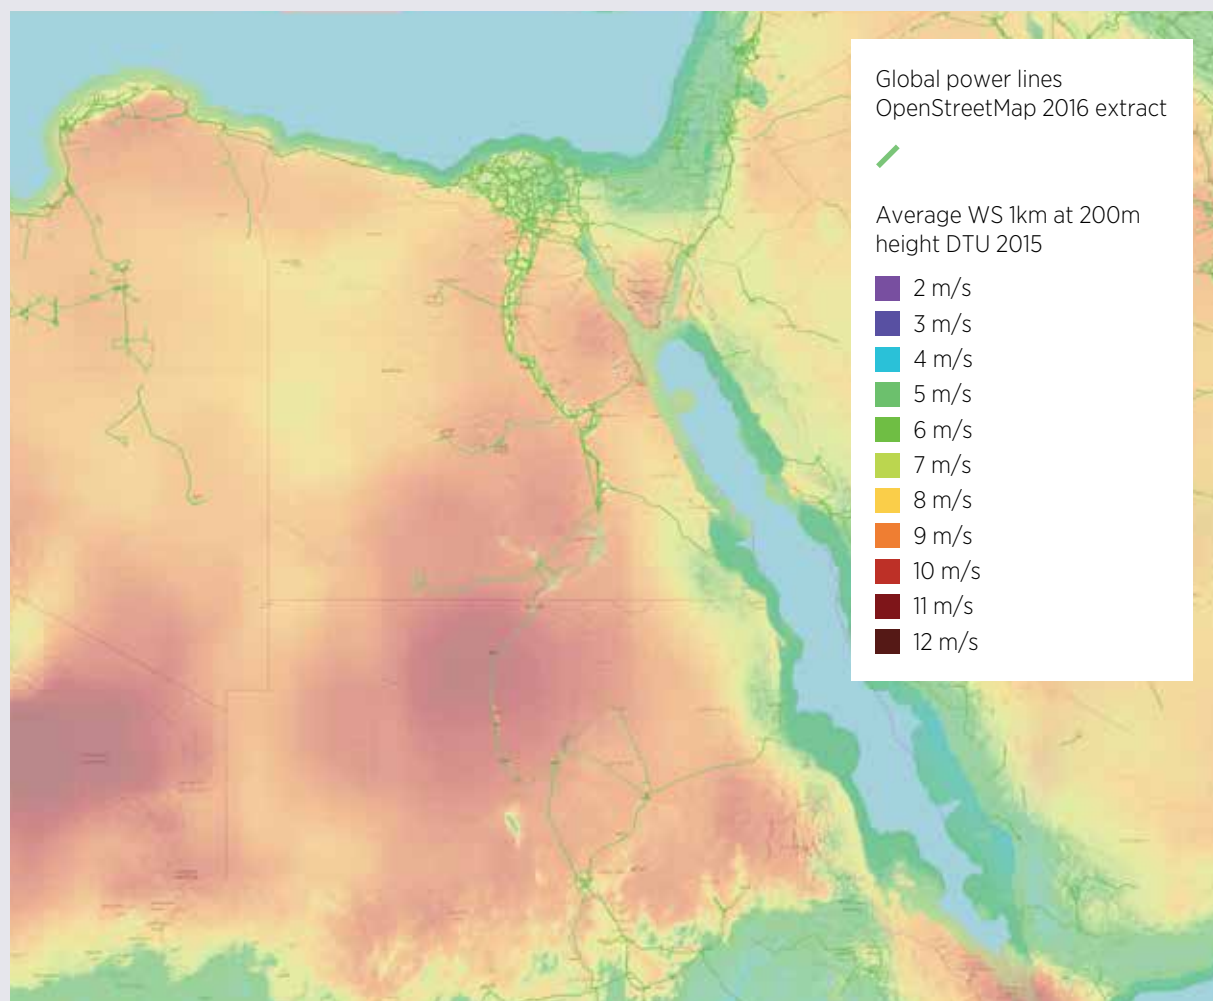 Global power lines
OpenStreetMap 2016 extract
Average WS 1km at 200m
height DTU 2015
2 m/s
3 m/s
4 m/s
5 m/s
6 m/s
7 m/s
8 m/s
9 m/s
10 m/s
11 m/s
12 m/s